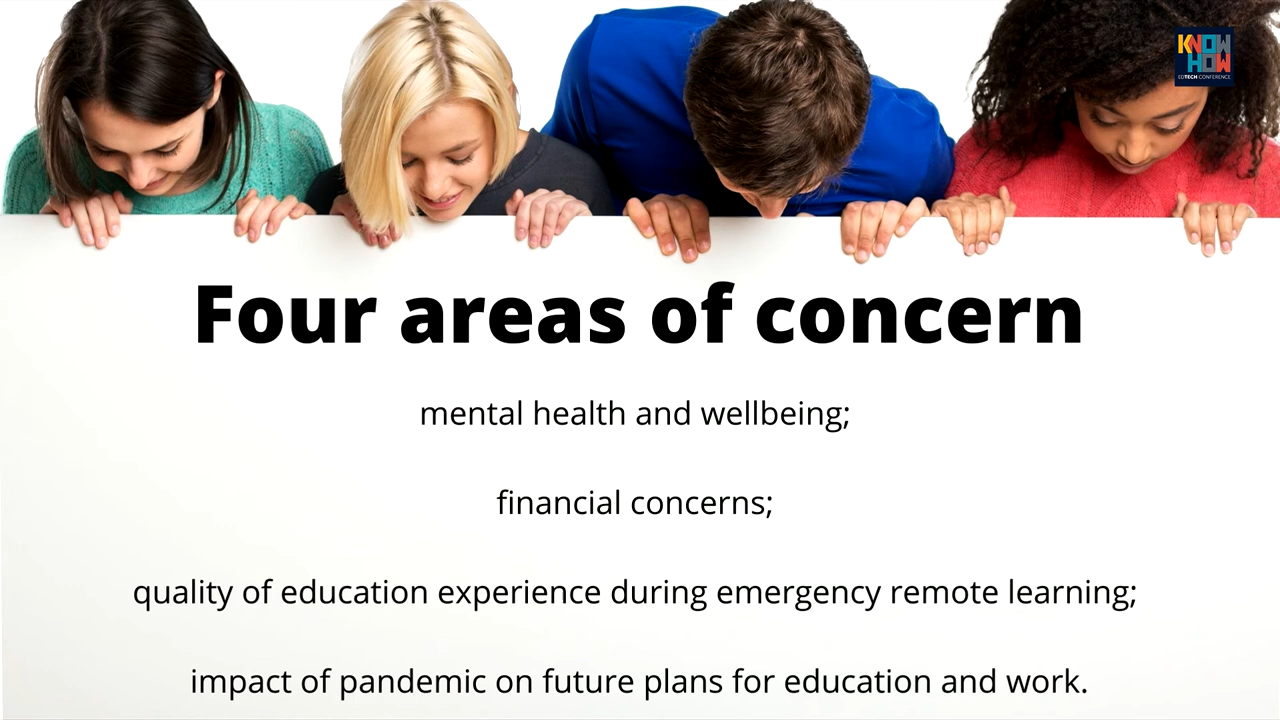 KNOW
HOW
EDTECH CONFERENCE
Four areas of concern
mental health and wellbeing;
financial concerns;
quality of education experience during emergency remote learning;
impact of pandemic on future plans for education and work.